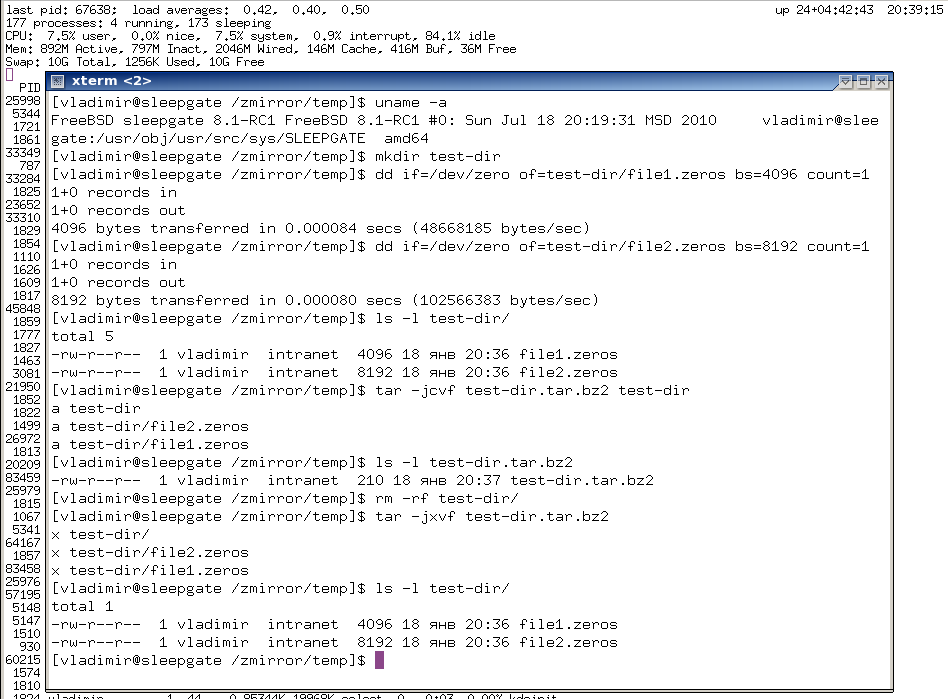 last pid: 67638;  load averages:  0.42,  0.40,  0.50    up 24+04:42:43  20:39:15
177 processes: 4 running, 173 sleeping
CPU:  7.5% user,  0.0% nice,  7.5% system,  0.9% interrupt, 84.1% idle
Mem: 892M Active, 797M Inact, 2046M Wired, 146M Cache, 416M Buf, 36M Free
Swap: 10G Total, 1256K Used, 10G Free
xterm <2>
PID
25998
5344
1721
1861
33349
787
33284
1825
23652
33310
1829
1854
1110
1626
1609
1817
45848
1859
1777
1827
1463
3081
21950
1852
1822
1499
26972
1813
20209
83459
25979
1815
1067
5341
64167
1857
83458
25976
57195
5148
5147
1510
930
60215
1574
1810
[vladimir@sleepgate /zmirror/temp]$ uname -a
FreeBSD sleepgate 8.1-RC1 FreeBSD 8.1-RC1 #0: Sun Jul 18 20:19:31 MSD 2010     vladimir@slee
gate:/usr/obj/usr/src/sys/SLEEPGATE  amd64
[vladimir@sleepgate /zmirror/temp]$ mkdir test-dir
[vladimir@sleepgate /zmirror/temp]$ dd if=/dev/zero of=test-dir/file1.zeros bs=4096 count=1
1+0 records in
1+0 records out
4096 bytes transferred in 0.000084 secs (48668185 bytes/sec)
[vladimir@sleepgate /zmirror/temp]$ dd if=/dev/zero of=test-dir/file2.zeros bs=8192 count=1
1+0 records in
1+0 records out
8192 bytes transferred in 0.000080 secs (102566383 bytes/sec)
[vladimir@sleepgate /zmirror/temp]$ ls -l test-dir/
total 5
-rw-r--r--  1 vladimir  intranet  4096 18 янв 20:36 file1.zeros
-rw-r--r--  1 vladimir  intranet  8192 18 янв 20:36 file2.zeros
[vladimir@sleepgate /zmirror/temp]$ tar -jcvf test-dir.tar.bz2 test-dir
a test-dir
a test-dir/file2.zeros
a test-dir/file1.zeros
[vladimir@sleepgate /zmirror/temp]$ ls -l test-dir.tar.bz2
-rw-r--r--  1 vladimir  intranet  210 18 янв 20:37 test-dir.tar.bz2
[vladimir@sleepgate /zmirror/temp]$ rm -rf test-dir/
[vladimir@sleepgate /zmirror/temp]$ tar -jxvf test-dir.tar.bz2
x test-dir/
x test-dir/file2.zeros
x test-dir/file1.zeros
[vladimir@sleepgate /zmirror/temp]$ ls -l test-dir/
total 1
-rw-r--r--  1 vladimir  intranet  4096 18 янв 20:36 file1.zeros
-rw-r--r--  1 vladimir  intranet  8192 18 янв 20:36 file2.zeros
[vladimir@sleepgate /zmirror/temp]$